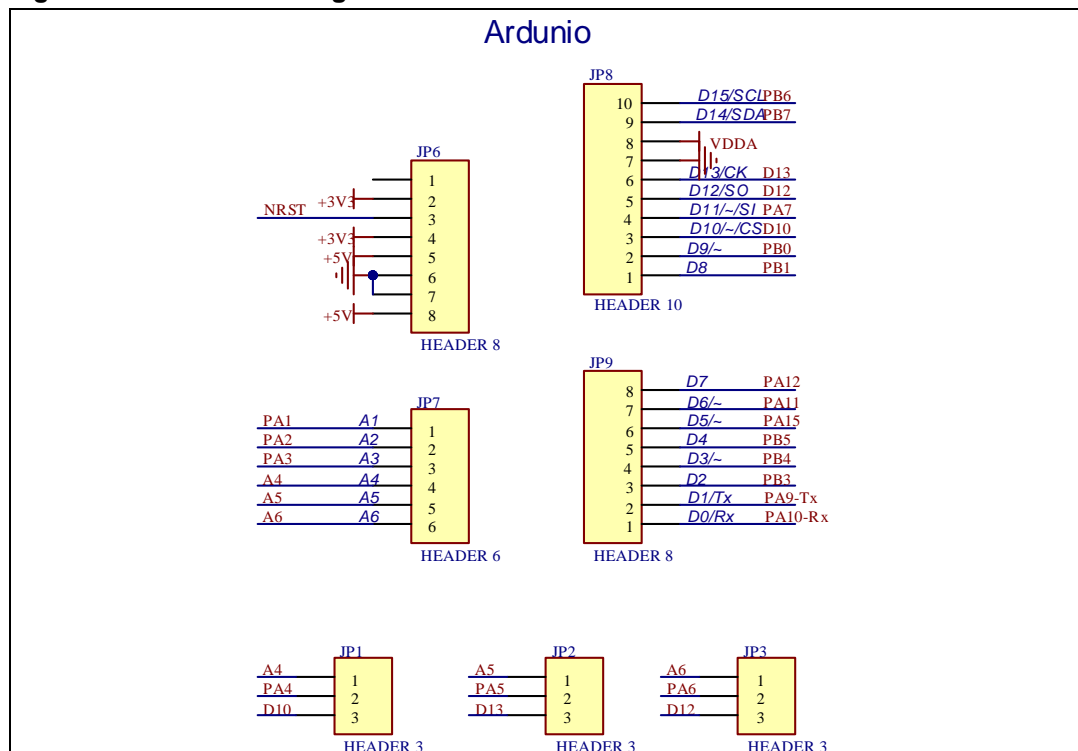 Ardunio
JP8
10 D15/SCL PB6
9 D14/SDA PB7
8 VDDA
7
6 D13/CK D13
5 D12/SO D12
4 D11/~/SI PA7
3 D10/~/CS D10
2 D9/~ PB0
1 D8 PB1
HEADER 10
JP6
1
+3V3 2
NRST 3
+3V3 4
+5V 5
6
7
+5V 8
HEADER 8
JP9
8 D7 PA12
7 D6/~ PA11
6 D5/~ PA15
5 D4 PB5
4 D3/~ PB4
3 D2 PB3
2 D1/Tx PA9-Tx
1 D0/Rx PA10-Rx
HEADER 8
JP7
PA1 A1 1
PA2 A2 2
PA3 A3 3
A4 A4 4
A5 A5 5
A6 A6 6
HEADER 6
JP1
A4 1
PA4 2
D10 3
HEADER 3
JP2
A5 1
PA5 2
D13 3
HEADER 3
JP3
A6 1
PA6 2
D12 3
HEADER 3